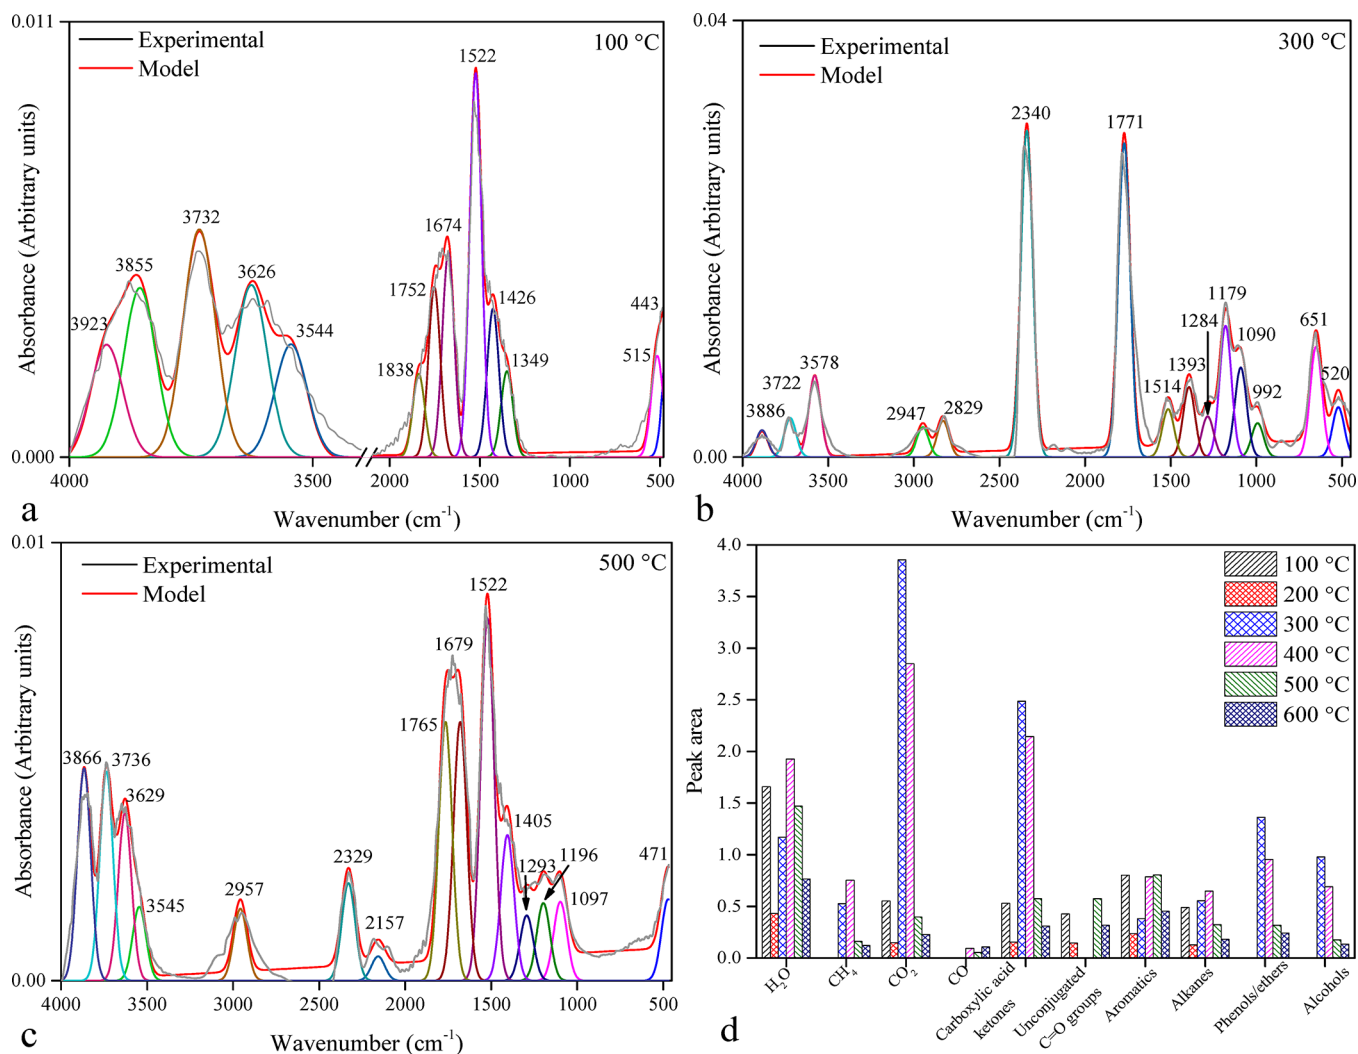 0.011
Experimental
Model
100 °C
1522
3732
3855
3626
3923
3544
1674
1752
1838
1426
1349
443
515
Absorbance (Arbitrary units)
0.000
4000
3500
2000
1500
1000
500
a
Wavenumber (cm⁻¹)
0.04
Experimental
Model
300 °C
2340
1771
3886
3722
3578
2947
2829
1514
1393
1284
1179
1090
992
651
520
Absorbance (Arbitrary units)
0.00
4000
3500
3000
2500
2000
1500
1000
500
b
Wavenumber (cm⁻¹)
0.01
Experimental
Model
500 °C
1522
1679
1765
3866
3736
3629
3545
2957
2329
2157
1405
1293
1196
1097
471
Absorbance (Arbitrary units)
0.00
4000
3500
3000
2500
2000
1500
1000
500
c
Wavenumber (cm⁻¹)
4.0
3.5
3.0
2.5
2.0
1.5
1.0
0.5
0.0
Peak area
100 °C
200 °C
300 °C
400 °C
500 °C
600 °C
H₂O
CH₄
CO₂
CO
Carboxylic acid
ketones
Unconjugated
C=O groups
Aromatics
Alkanes
Phenols/ethers
Alcohols
d